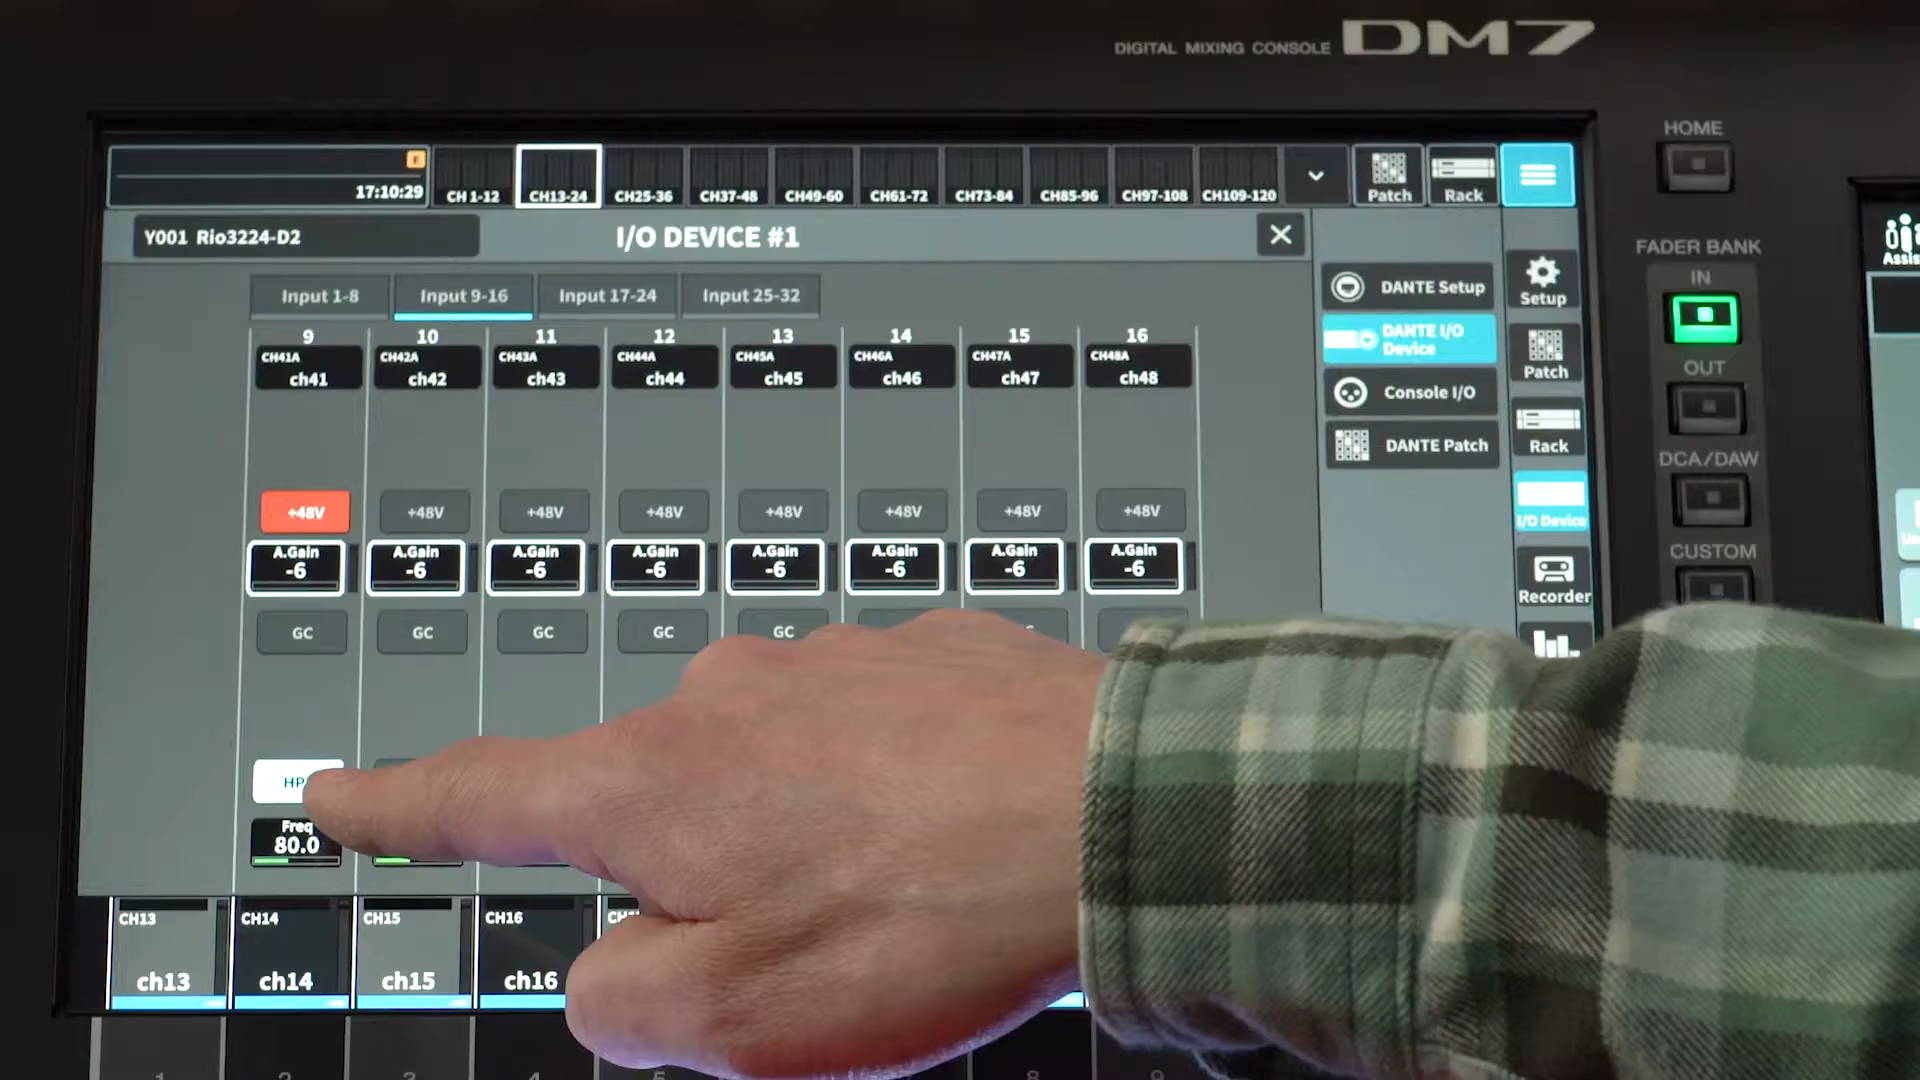 DIGITAL MIXING CONSOLE DM7
HOME
FADER BANK
IN
OUT
DCA/DAW
CUSTOM
17:10:29
CH 1-12
CH13-24
CH25-36
CH37-48
CH49-60
CH61-72
CH73-84
CH85-96
CH97-108
CH109-120
Patch
Rack
Y001 Rio3224-D2
I/O DEVICE #1
Input 1-8
Input 9-16
Input 17-24
Input 25-32
9 10 11 12 13 14 15 16
CH41A CH42A CH43A CH44A CH45A CH46A CH47A CH48A
ch41 ch42 ch43 ch44 ch45 ch46 ch47 ch48
+48V +48V +48V +48V +48V +48V +48V +48V
A.Gain A.Gain A.Gain A.Gain A.Gain A.Gain A.Gain A.Gain
-6 -6 -6 -6 -6 -6 -6 -6
GC GC GC GC GC
Freq
80.0
DANTE Setup
DANTE I/O
Device
Console I/O
DANTE Patch
Setup
Patch
Rack
I/O Device
Recorder
CH13 CH14 CH15 CH16
ch13 ch14 ch15 ch16